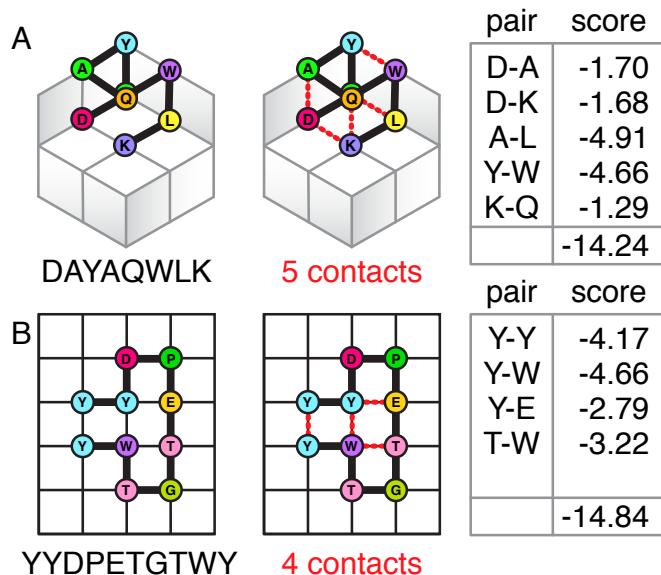 A
Y
A
W
Q
D
L
K
DAYAQWLK
Y
A
W
Q
D
L
K
5 contacts
pair score
D-A -1.70
D-K -1.68
A-L -4.91
Y-W -4.66
K-Q -1.29
-14.24
B
D P
Y Y E
Y W T
T G
YYDPETGTWY
D P
Y Y E
Y W T
T G
4 contacts
pair score
Y-Y -4.17
Y-W -4.66
Y-E -2.79
T-W -3.22
-14.84